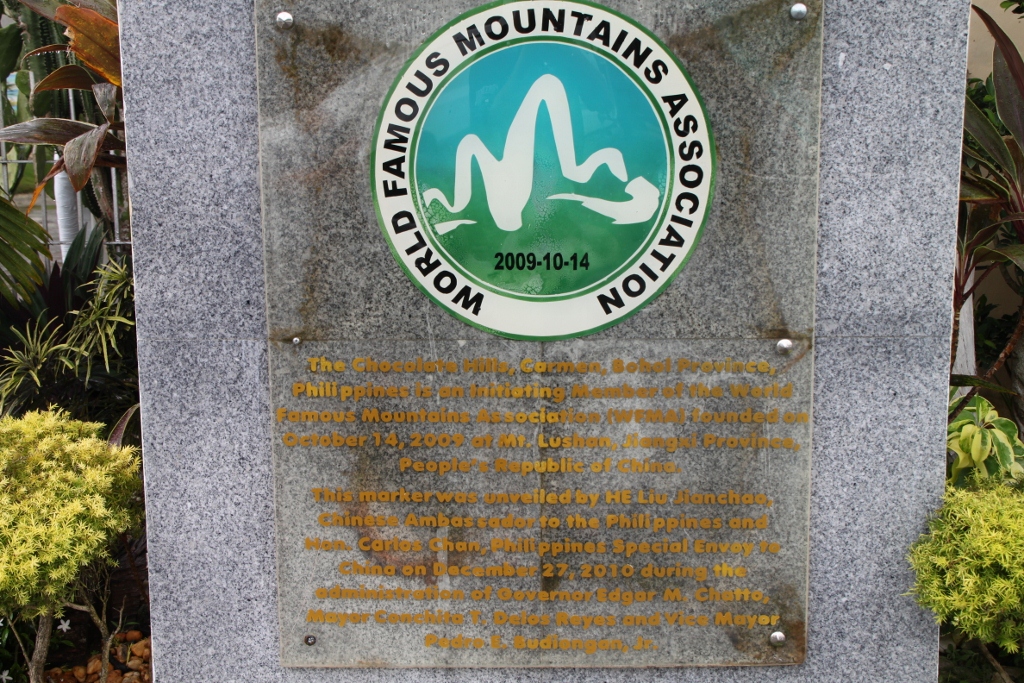 WORLD FAMOUS MOUNTAINS ASSOCIATION
2009-10-14
The Chocolate Hills, Carmen, Bohol Province,
Philippines is an Initiating Member of the World
Famous Mountains Association (WFMA) founded on
October 14, 2009 at Mt. Lushan, Jiangxi Province,
People's Republic of China.
This marker was unveiled by HE Liu Jianchao,
Chinese Ambassador to the Philippines and
Hon. Carlos Chan, Philippines Special Envoy to
China on December 27, 2010 during the
administration of Governor Edgar M. Chatto,
Mayor Conchita T. Delos Reyes and Vice Mayor
Pedro E. Budiongan, Jr.